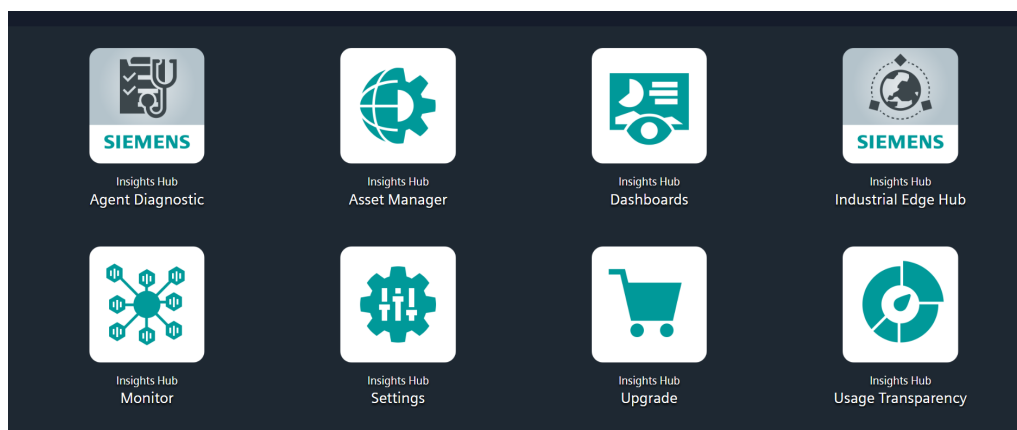 SIEMENS
Insights Hub
Agent Diagnostic
Insights Hub
Asset Manager
Insights Hub
Dashboards
SIEMENS
Insights Hub
Industrial Edge Hub
Insights Hub
Monitor
Insights Hub
Settings
Insights Hub
Upgrade
Insights Hub
Usage Transparency